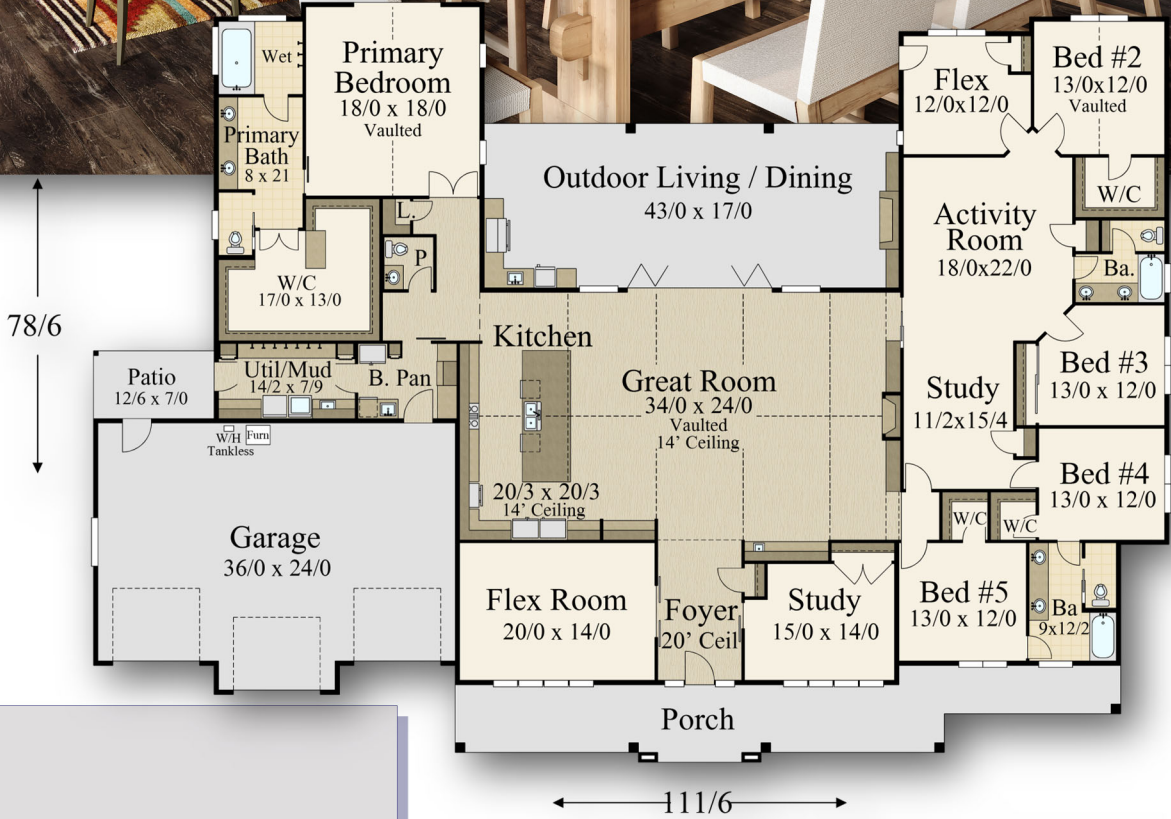 Wet
Primary
Bedroom
18/0 x 18/0
Vaulted
Primary
Bath
8 x 21
L.
P
W/C
17/0 x 13/0
Outdoor Living / Dining
43/0 x 17/0
Flex
12/0x12/0
Bed #2
13/0x12/0
Vaulted
W/C
Activity
Room
18/0x22/0
Ba.
78/6
Patio
12/6 x 7/0
Util/Mud
14/2 x 7/9
B. Pan
Kitchen
Great Room
34/0 x 24/0
Vaulted
14' Ceiling
20/3 x 20/3
14' Ceiling
Study
11/2x15/4
Bed #3
13/0 x 12/0
Bed #4
13/0 x 12/0
W/C
W/C
W/H
Tankless
Furn
Garage
36/0 x 24/0
Flex Room
20/0 x 14/0
Foyer
20' Ceil
Study
15/0 x 14/0
Bed #5
13/0 x 12/0
Ba
9x12/2
Porch
111/6